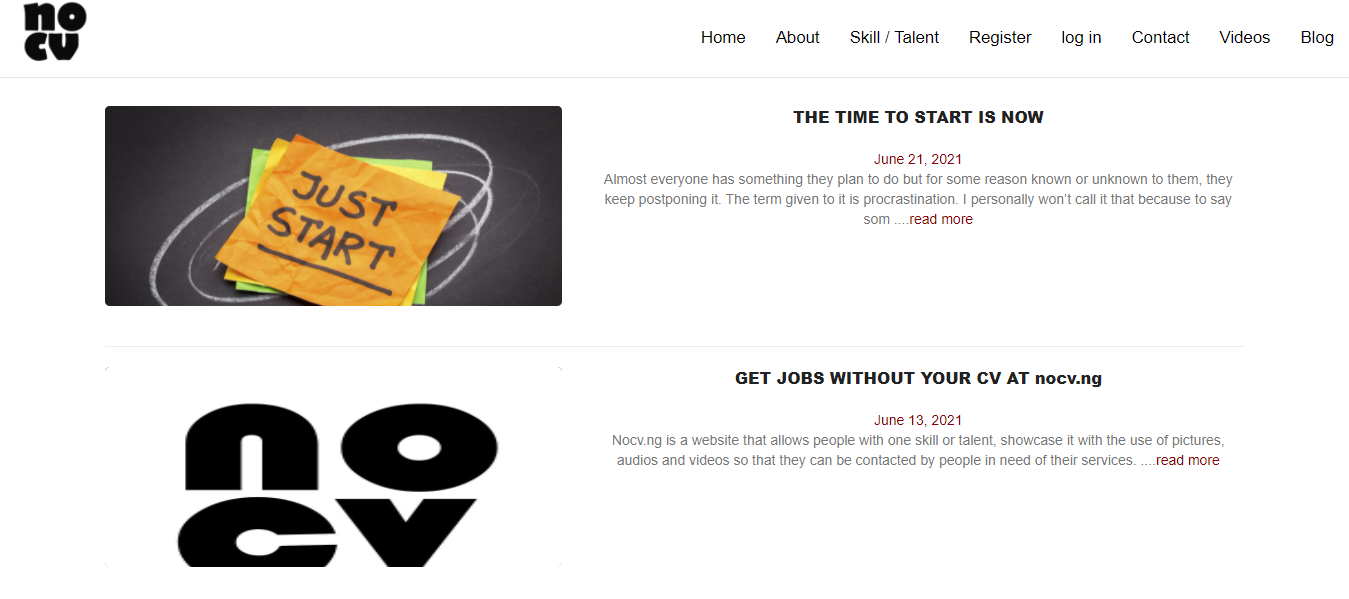 no
cv
Home About Skill / Talent Register log in Contact Videos Blog
JUST
START
THE TIME TO START IS NOW
June 21, 2021
Almost everyone has something they plan to do but for some reason known or unknown to them, they
keep postponing it. The term given to it is procrastination. I personally won't call it that because to say
som ....read more
no
cv
GET JOBS WITHOUT YOUR CV AT nocv.ng
June 13, 2021
Nocv.ng is a website that allows people with one skill or talent, showcase it with the use of pictures,
audios and videos so that they can be contacted by people in need of their services. ....read more